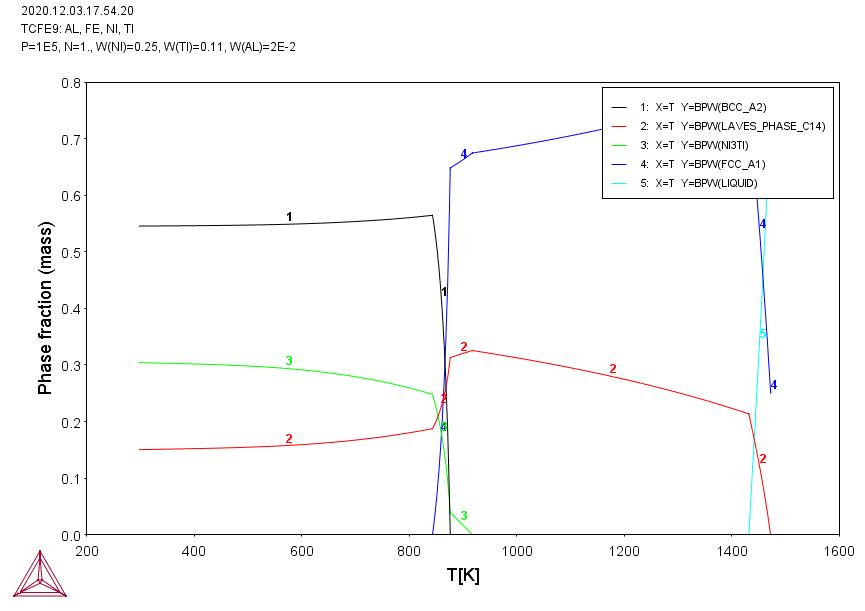 2020.12.03.17.54.20
TCFE9: AL, FE, NI, TI
P=1E5, N=1., W(NI)=0.25, W(TI)=0.11, W(AL)=2E-2
1: X=T Y=BPW(BCC_A2)
2: X=T Y=BPW(LAVES_PHASE_C14)
3: X=T Y=BPW(NI3TI)
4: X=T Y=BPW(FCC_A1)
5: X=T Y=BPW(LIQUID)
Phase fraction (mass)
0.8
0.7
0.6
0.5
0.4
0.3
0.2
0.1
0.0
4
1
4
1
5
2
3
2
4
2
2
4
2
3
200 400 600 800 1000 1200 1400 1600
T[K]